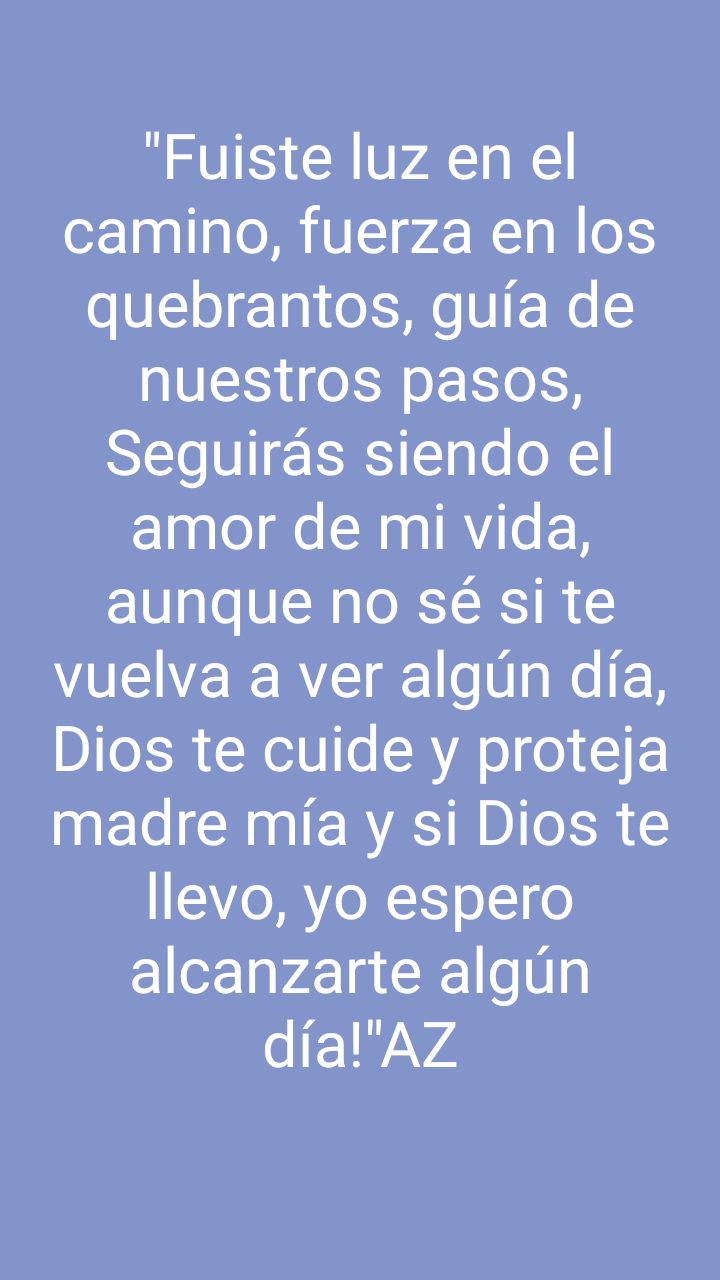 "Fuiste luz en el
camino, fuerza en los
quebrantos, guía de
nuestros pasos,
Seguirás siendo el
amor de mi vida,
aunque no sé si te
vuelva a ver algún día,
Dios te cuide y proteja
madre mía y si Dios te
llevo, yo espero
alcanzarte algún
día!"AZ